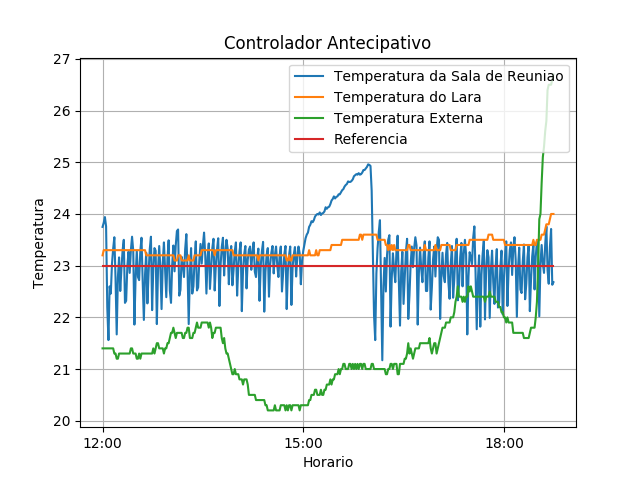 Controlador Antecipativo
Temperatura da Sala de Reuniao
Temperatura do Lara
Temperatura Externa
Referencia
Temperatura
27
26
25
24
23
22
21
20
12:00
15:00
18:00
Horario